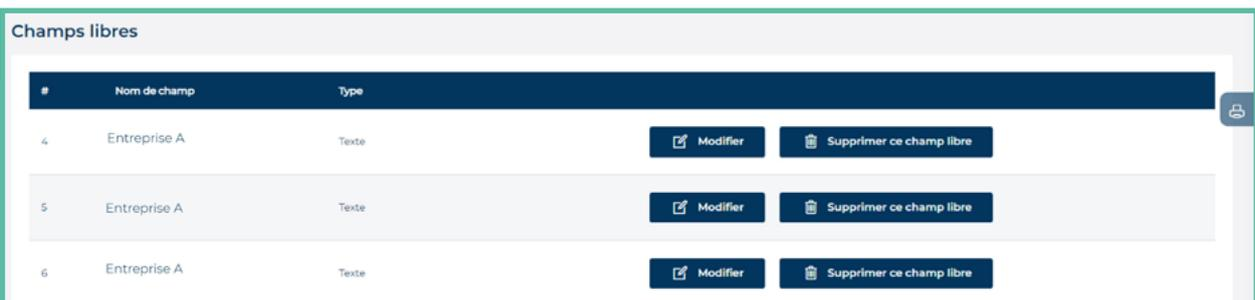 Champs libres
# Nom de champ Type
4 Entreprise A Texte Modifier Supprimer ce champ libre
5 Entreprise A Texte Modifier Supprimer ce champ libre
6 Entreprise A Texte Modifier Supprimer ce champ libre